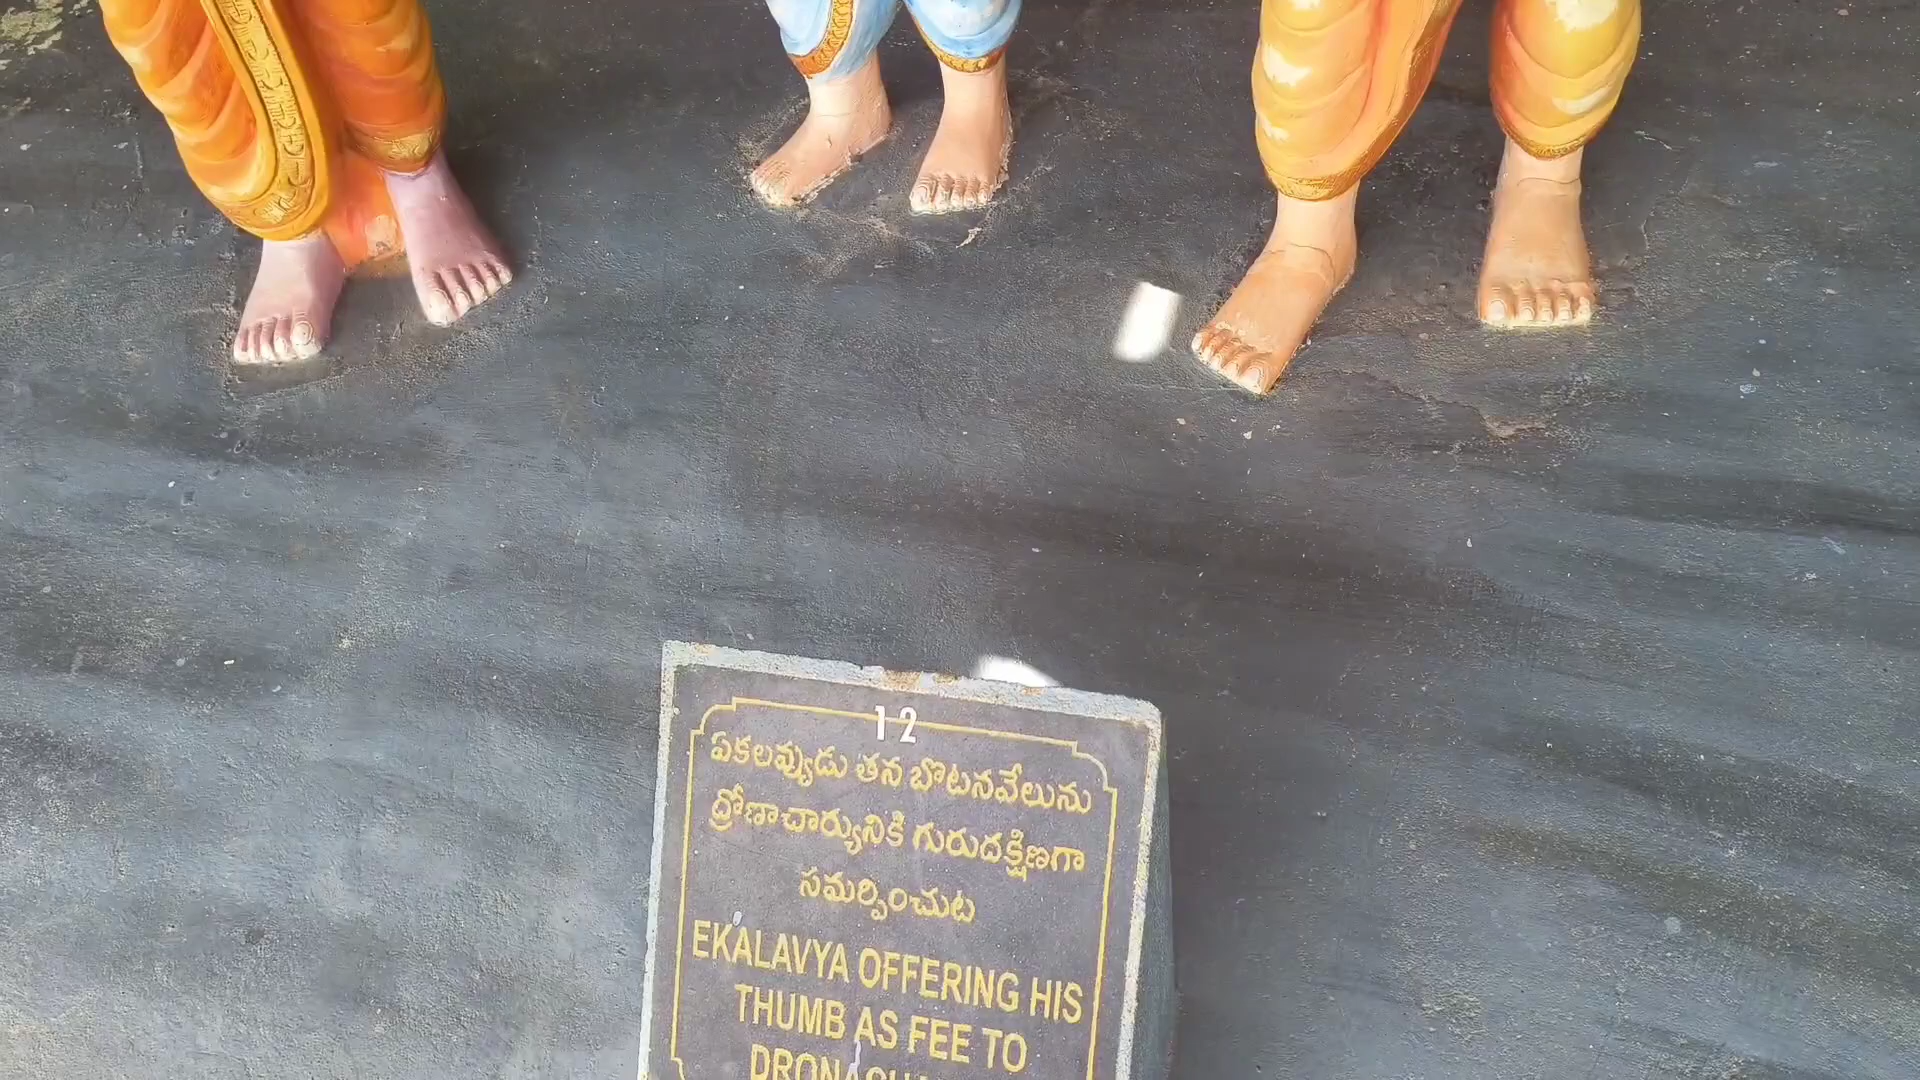 12
ఏకలవ్యుడు తన బొటనవేలును
ద్రోణాచార్యునికి గురుదక్షిణగా
సమర్పించుట
EKALAVYA OFFERING HIS
THUMB AS FEE TO